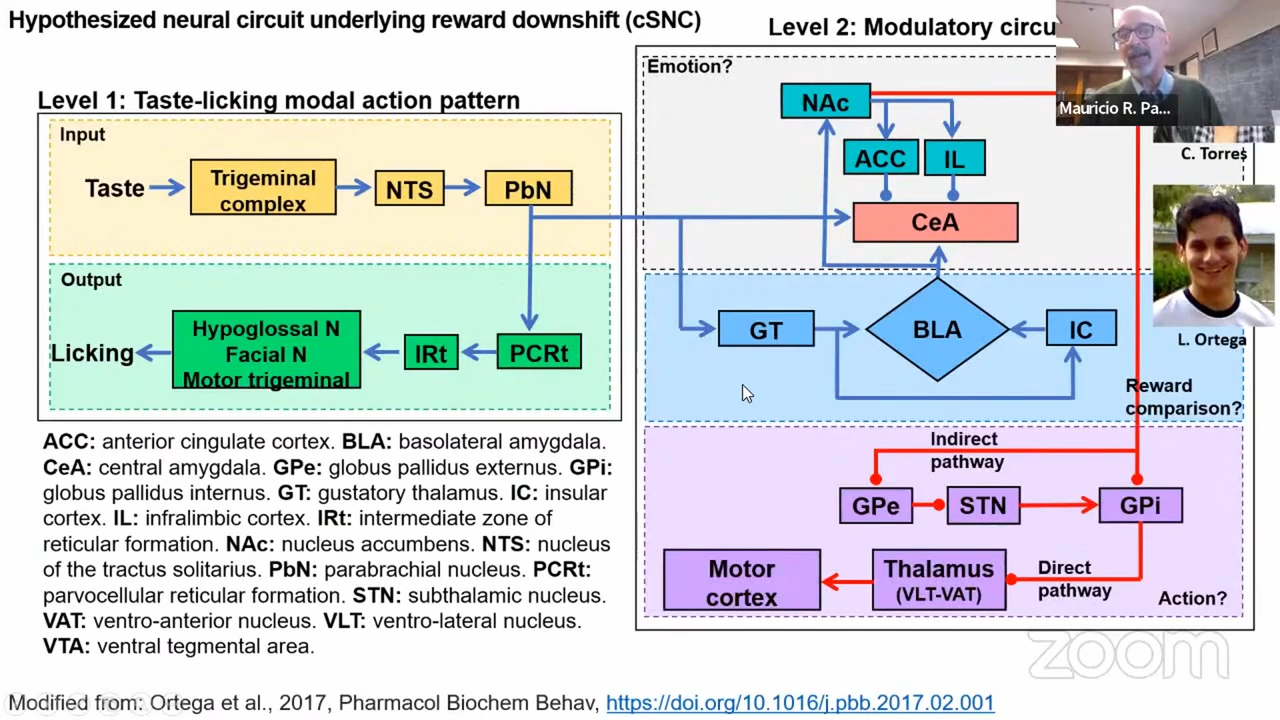 Hypothesized neural circuit underlying reward downshift (cSNC)
Level 2: Modulatory
Level 1: Taste-licking modal action pattern
Input
Taste
Trigeminal
complex
NTS
PbN
Output
Licking
Hypoglossal N
Facial N
Motor trigeminal
IRt
PCRt
Emotion?
NAc
ACC
IL
CeA
GT
BLA
IC
Reward
comparison?
Indirect
pathway
GPe
STN
GPi
Motor
cortex
Thalamus
(VLT-VAT)
Direct
pathway
Action?
Mauricio R. Pa...
C. Torres
L. Ortega
ACC: anterior cingulate cortex. BLA: basolateral amygdala.
CeA: central amygdala. GPe: globus pallidus externus. GPi:
globus pallidus internus. GT: gustatory thalamus. IC: insular
cortex. IL: infralimbic cortex. IRt: intermediate zone of
reticular formation. NAc: nucleus accumbens. NTS: nucleus
of the tractus solitarius. PbN: parabrachial nucleus. PCRt:
parvocellular reticular formation. STN: subthalamic nucleus.
VAT: ventro-anterior nucleus. VLT: ventro-lateral nucleus.
VTA: ventral tegmental area.
zoom
Modified from: Ortega et al., 2017, Pharmacol Biochem Behav, https://doi.org/10.1016/j.pbb.2017.02.001